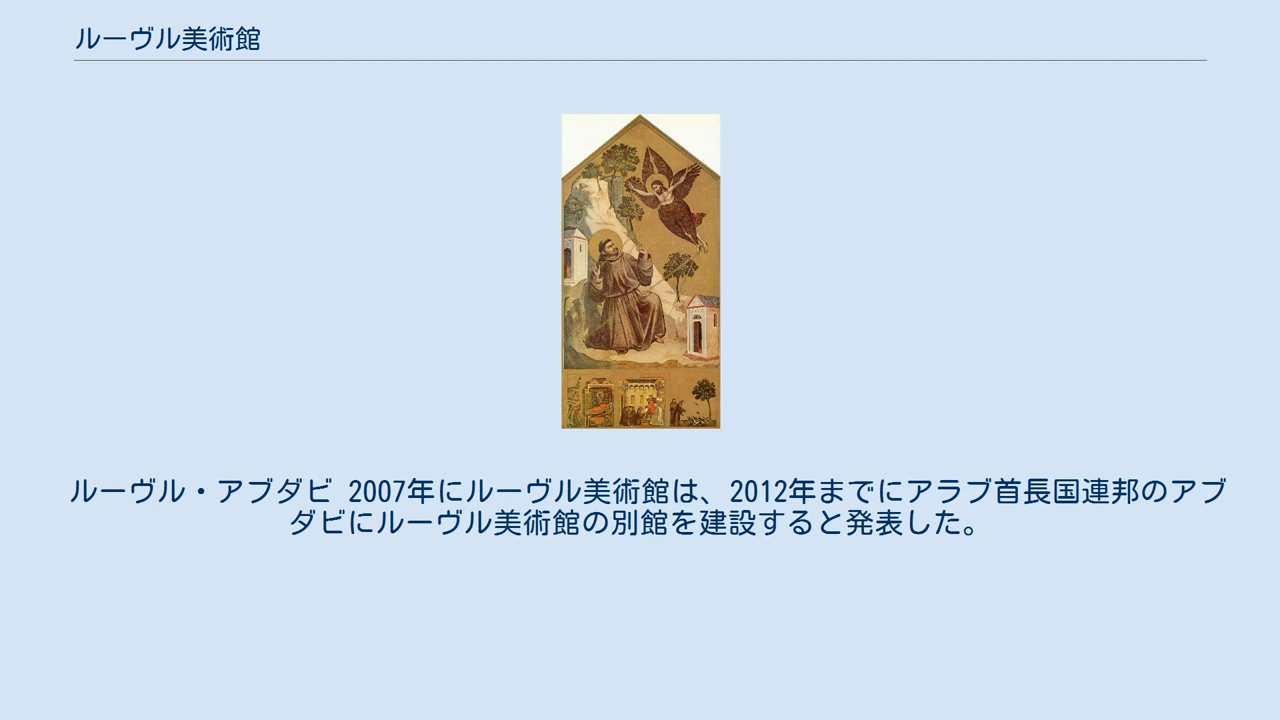 ルーヴル美術館
ルーヴル・アブダビ 2007年にルーヴル美術館は、2012年までにアラブ首長国連邦のアブ
ダビにルーヴル美術館の別館を建設すると発表した。